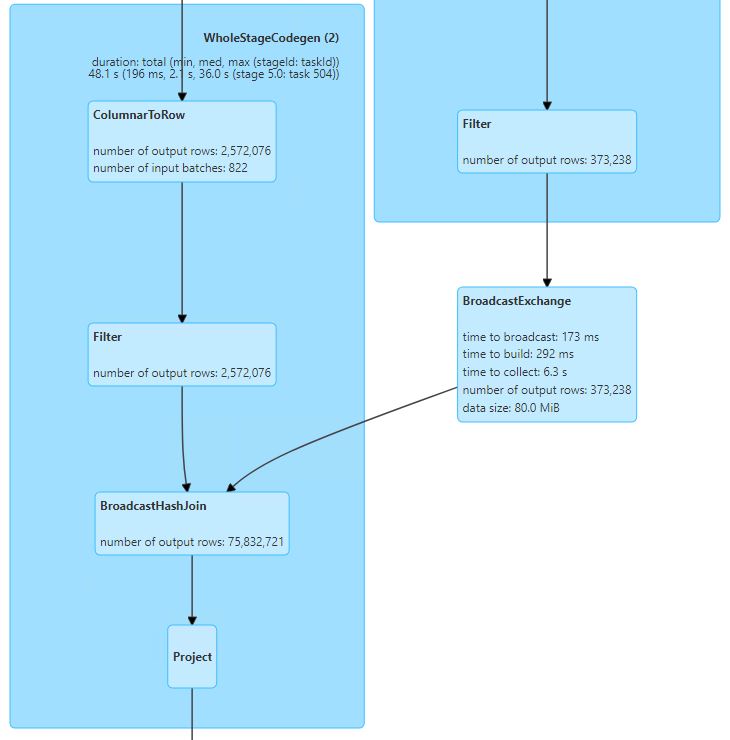 WholeStageCodegen (2)
duration: total (min, med, max (stageId: taskId))
48.1 s (196 ms, 2.1 s, 36.0 s (stage 5.0: task 504))
ColumnarToRow
number of output rows: 2,572,076
number of input batches: 822
Filter
number of output rows: 373,238
BroadcastExchange
time to broadcast: 173 ms
time to build: 292 ms
time to collect: 6.3 s
number of output rows: 373,238
data size: 80.0 MiB
Filter
number of output rows: 2,572,076
BroadcastHashJoin
number of output rows: 75,832,721
Project